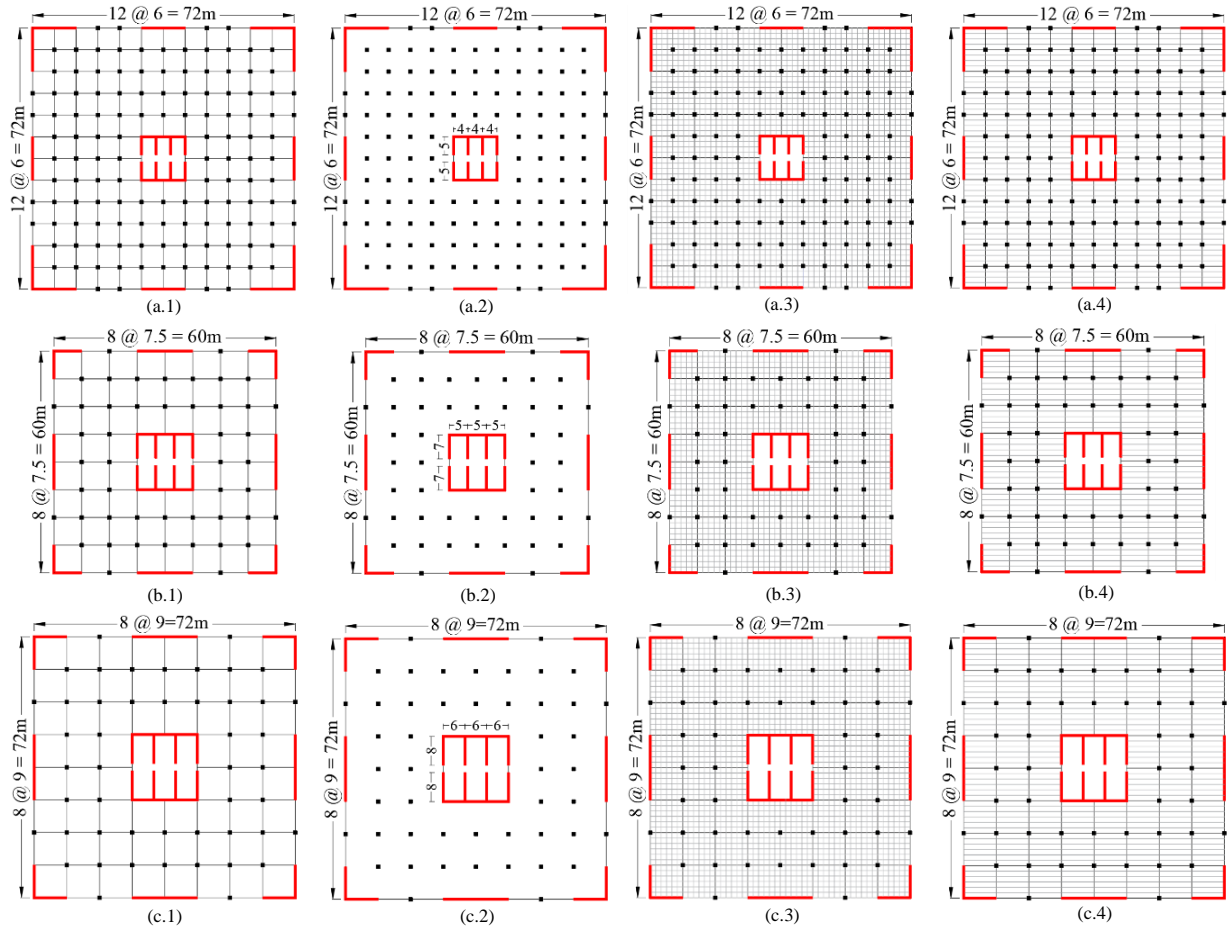 12 @ 6 = 72m
12 @ 6 = 72m
12 @ 6 = 72m
12 @ 6 = 72m
12 @ 6 = 72m
12 @ 6 = 72m
4 4 4
5
5
12 @ 6 = 72m
12 @ 6 = 72m
(a.1)
(a.2)
(a.3)
(a.4)
8 @ 7.5 = 60m
8 @ 7.5 = 60m
8 @ 7.5 = 60m
8 @ 7.5 = 60m
8 @ 7.5 = 60m
8 @ 7.5 = 60m
5 5 5
7
7
8 @ 7.5 = 60m
8 @ 7.5 = 60m
(b.1)
(b.2)
(b.3)
(b.4)
8 @ 9=72m
8 @ 9=72m
8 @ 9=72m
8 @ 9=72m
8 @ 9 = 72m
8 @ 9 = 72m
6 6 6
8
8
8 @ 9 = 72m
8 @ 9 = 72m
(c.1)
(c.2)
(c.3)
(c.4)